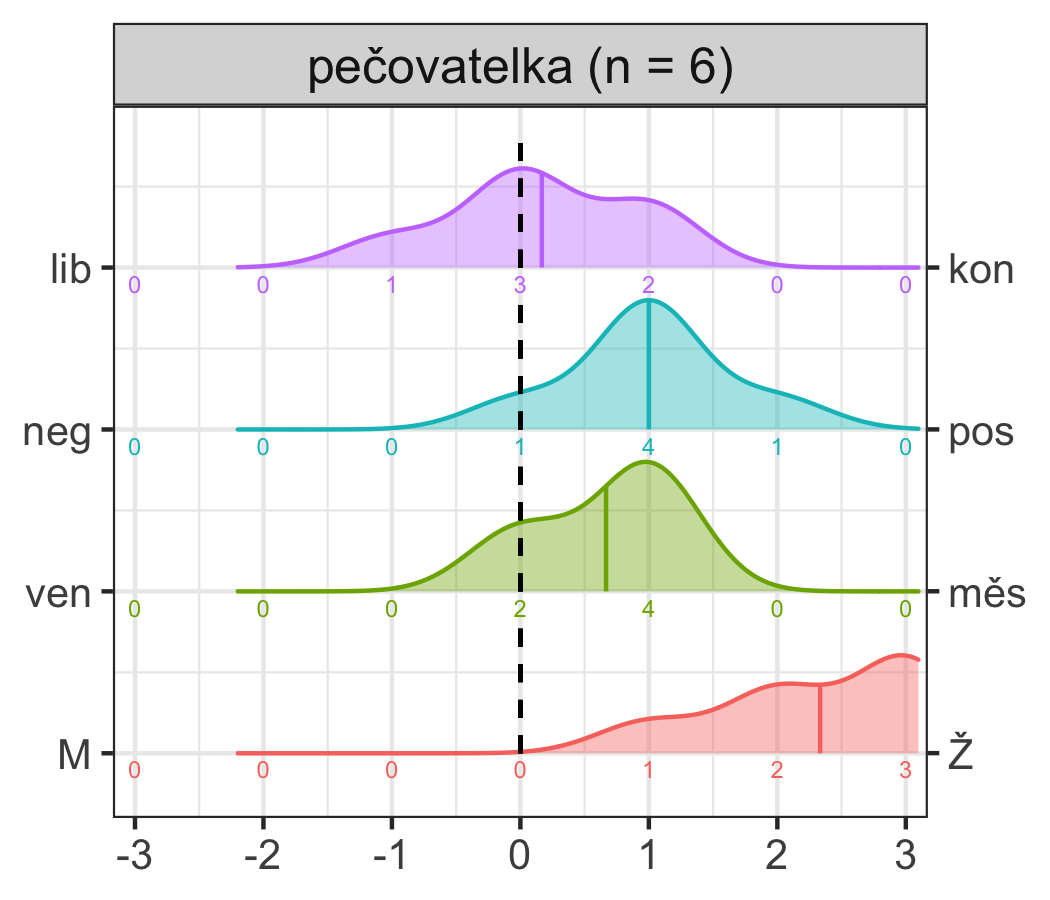 pečovatelka (n = 6)
lib kon
0 0 1 3 2 0 0
neg pos
0 0 0 1 4 1 0
ven měs
0 0 0 2 4 0 0
M Ž
0 0 0 0 1 2 3
-3 -2 -1 0 1 2 3